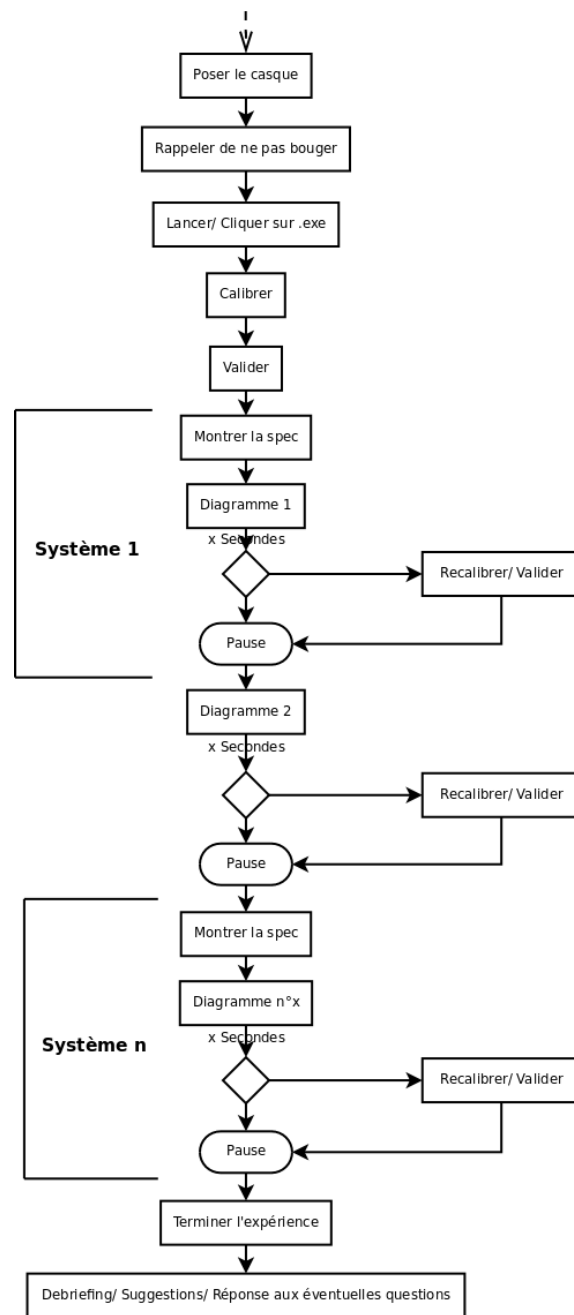 Poser le casque
Rappeler de ne pas bouger
Lancer/ Cliquer sur .exe
Calibrer
Valider
Montrer la spec
Diagramme 1
x Secondes
Système 1
Recalibrer/ Valider
Pause
Diagramme 2
x Secondes
Recalibrer/ Valider
Pause
Montrer la spec
Diagramme n°x
x Secondes
Système n
Recalibrer/ Valider
Pause
Terminer l'expérience
Debriefing/ Suggestions/ Réponse aux éventuelles questions